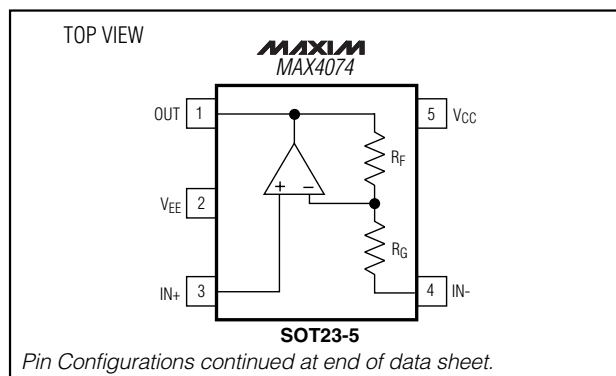 TOP VIEW
MAXIM
MAX4074
OUT 1
5 VCC
RF
+ −
VEE 2
RG
IN+ 3
4 IN-
SOT23-5
Pin Configurations continued at end of data sheet.